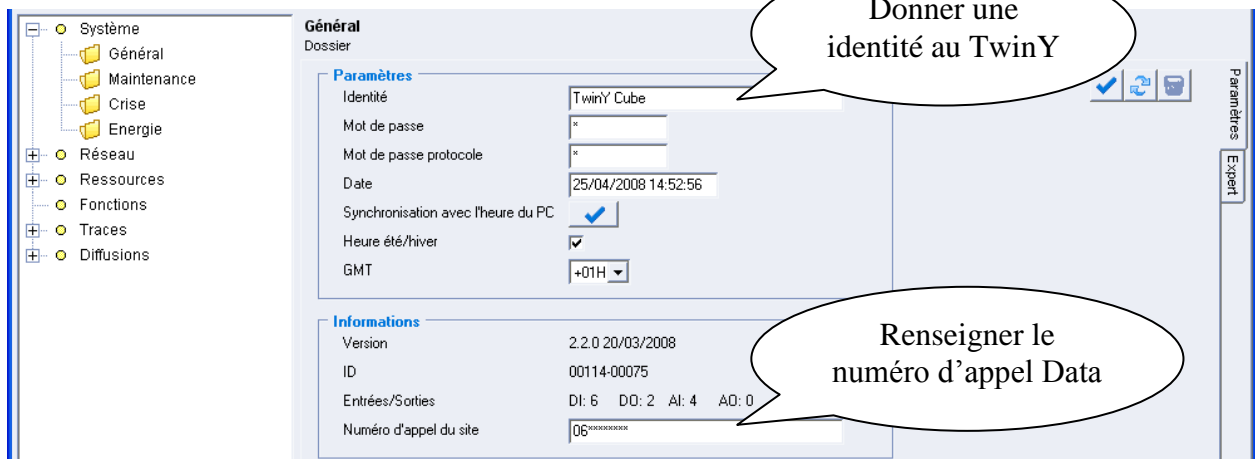 Système
Général
Maintenance
Crise
Energie
Réseau
Ressources
Fonctions
Traces
Diffusions
Général
Dossier
Donner une
identité au TwinY
Paramètres
Identité
TwinY Cube
Mot de passe
*
Mot de passe protocole
*
Date
25/04/2008 14:52:56
Synchronisation avec l'heure du PC
Heure été/hiver
GMT
+01H
Informations
Version
2.2.0 20/03/2008
ID
00114-00075
Entrées/Sorties
DI: 6 DO: 2 AI: 4 AO: 0
Numéro d'appel du site
06********
Renseigner le
numéro d’appel Data
Paramètres
Expert